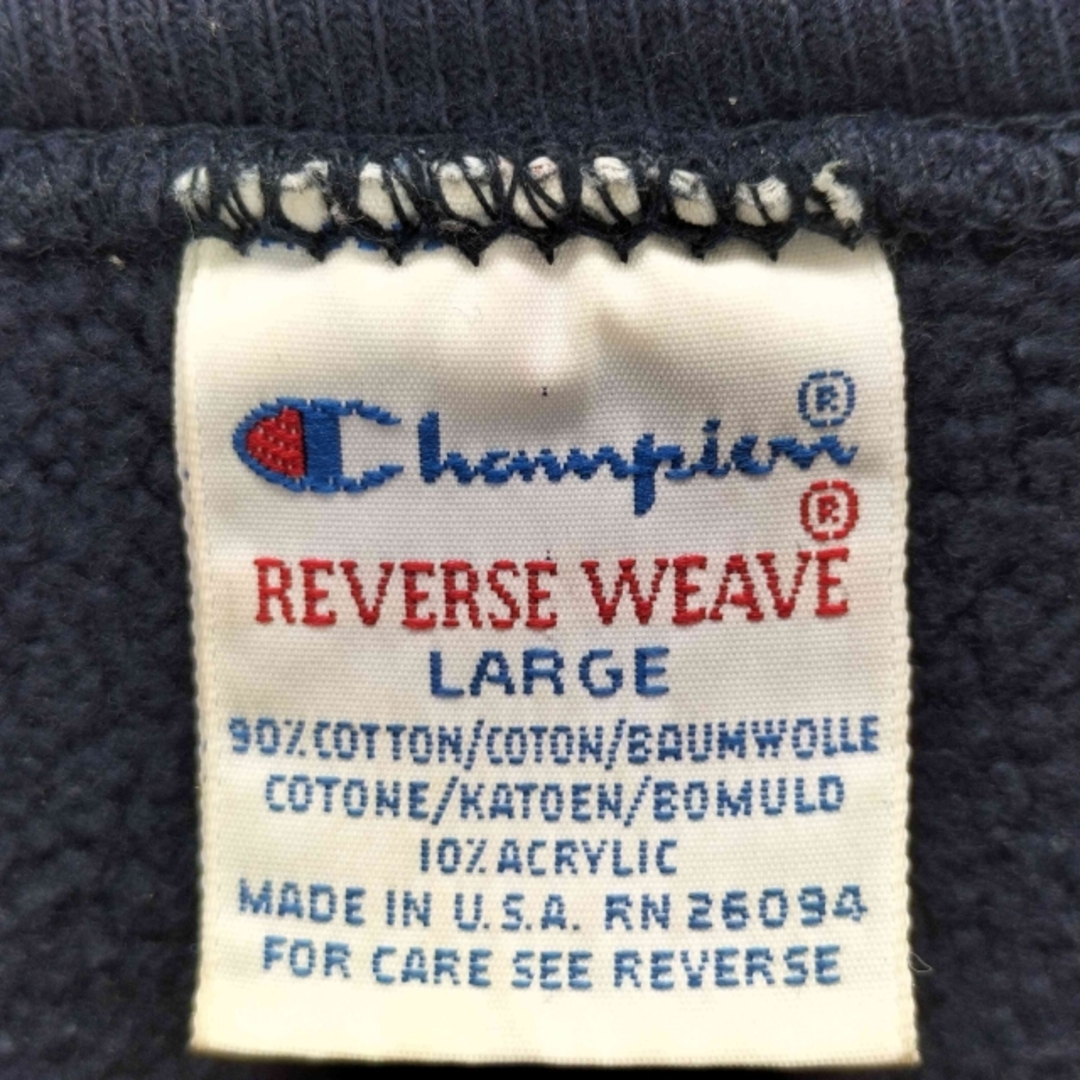 Champion®
REVERSE WEAVE®
LARGE
90% COTTON/COTON/BAUMWOLLE
COTONE/KATOEN/BOMULD
10% ACRYLIC
MADE IN U.S.A. RN 26094
FOR CARE SEE REVERSE